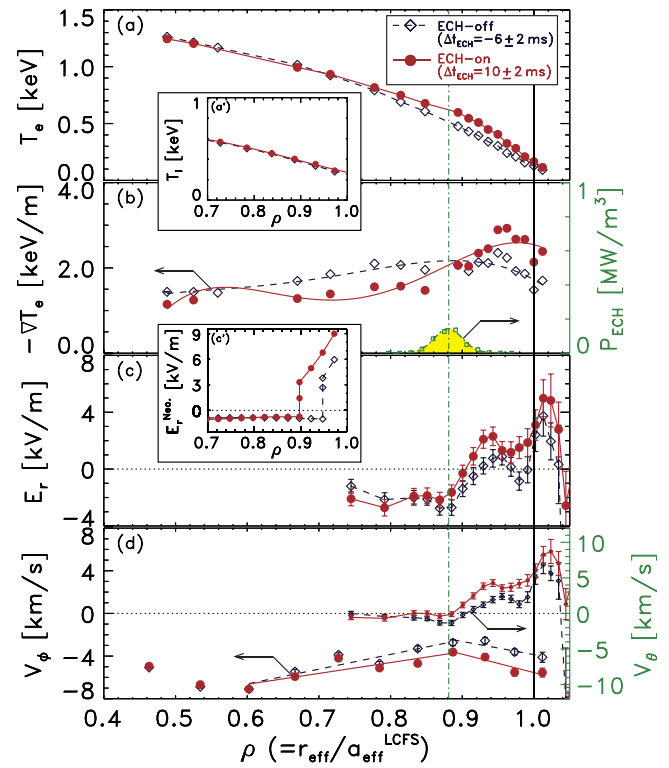 (a)
ECH-off
(Δt_ECH=-6±2 ms)
ECH-on
(Δt_ECH=10±2 ms)
1.5
1.0
0.5
0.0
T_e [keV]
(a')
1
0
T_i [keV]
0.7 0.8 0.9 1.0
ρ
(b)
4.0
2.0
0.0
-∇T_e [keV/m]
1
0
P_ECH [MW/m³]
(c')
9
6
3
0
E_r^Neo. [kV/m]
0.7 0.8 0.9 1.0
ρ
(c)
8
4
0
-4
E_r [kV/m]
(d)
4
0
-4
-8
V_ϕ [km/s]
10
5
0
-5
-10
V_θ [km/s]
0.4 0.5 0.6 0.7 0.8 0.9 1.0
ρ (=r_eff/a_eff^LCFS)